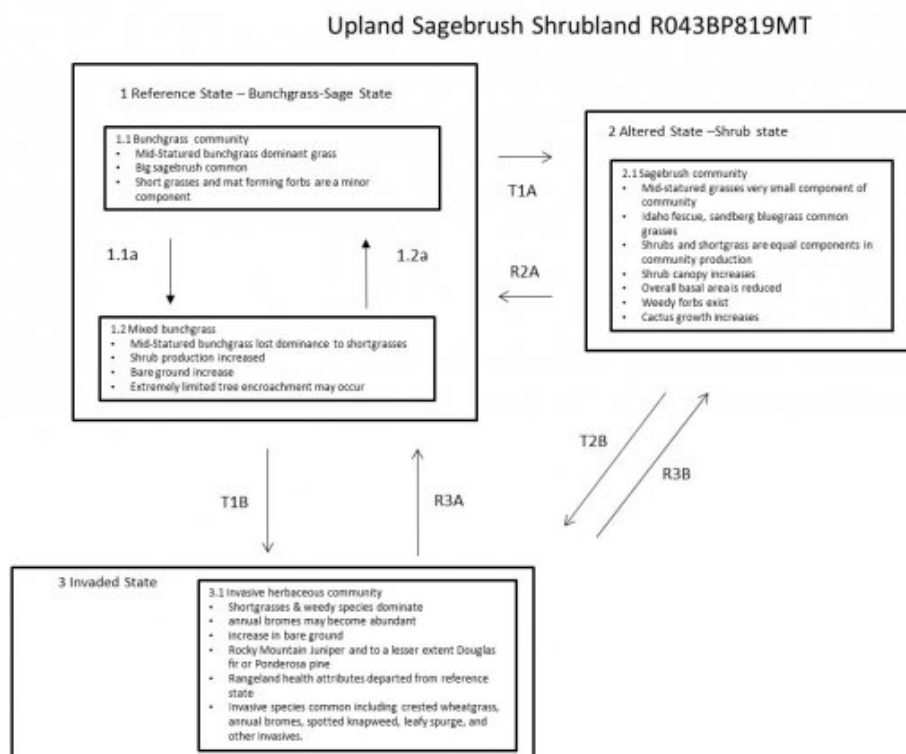 Upland Sagebrush Shrubland R043BP819MT
1 Reference State – Bunchgrass-Sage State
1.1 Bunchgrass community
• Mid-Statured bunchgrass dominant grass
• Big sagebrush common
• Short grasses and mat forming forbs are a minor
component
1.1a
1.2a
1.2 Mixed bunchgrass
• Mid-Statured bunchgrass lost dominance to shortgrasses
• Shrub production increased
• Bare ground increase
• Extremely limited tree encroachment may occur
T1A
R2A
2 Altered State –Shrub state
2.1 Sagebrush community
• Mid-statured grasses very small component of
community
• Idaho fescue, sandberg bluegrass common
grasses
• Shrubs and shortgrass are equal components in
community production
• Shrub canopy increases
• Overall basal area is reduced
• Weedy forbs exist
• Cactus growth increases
T1B
R3A
T2B
R3B
3 Invaded State
3.1 Invasive herbaceous community
• Shortgrasses & weedy species dominate
• annual bromes may become abundant
• increase in bare ground
• Rocky Mountain Juniper and to a lesser extent Douglas
fir or Ponderosa pine
• Rangeland health attributes departed from reference
state
• Invasive species common including crested wheatgrass,
annual bromes, spotted knapweed, leafy spurge, and
other invasives.